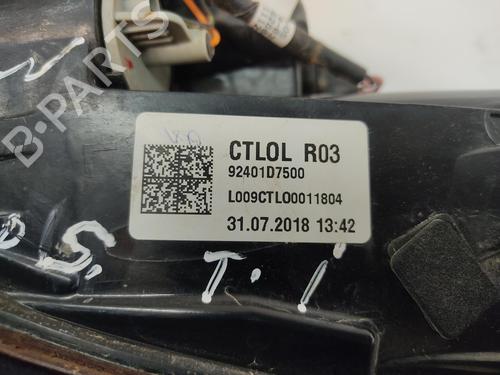 B-PARTS
CTLOL R03
92401D7500
L009CTLO0011804
31.07.2018 13:42
S.
T.i